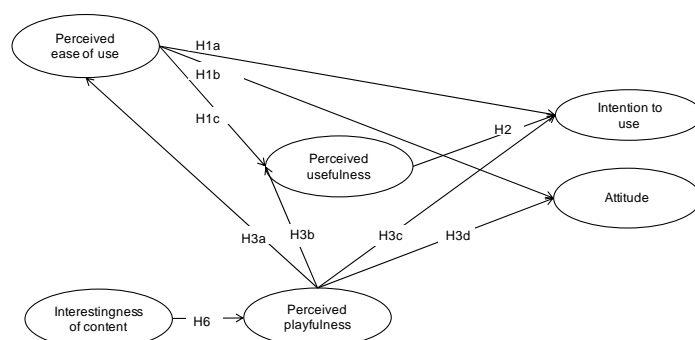 Perceived
ease of use
H1a
H1b
H1c
Intention to
use
H2
Perceived
usefulness
Attitude
H3a
H3b
H3c
H3d
Interestingness
of content
H6
Perceived
playfulness